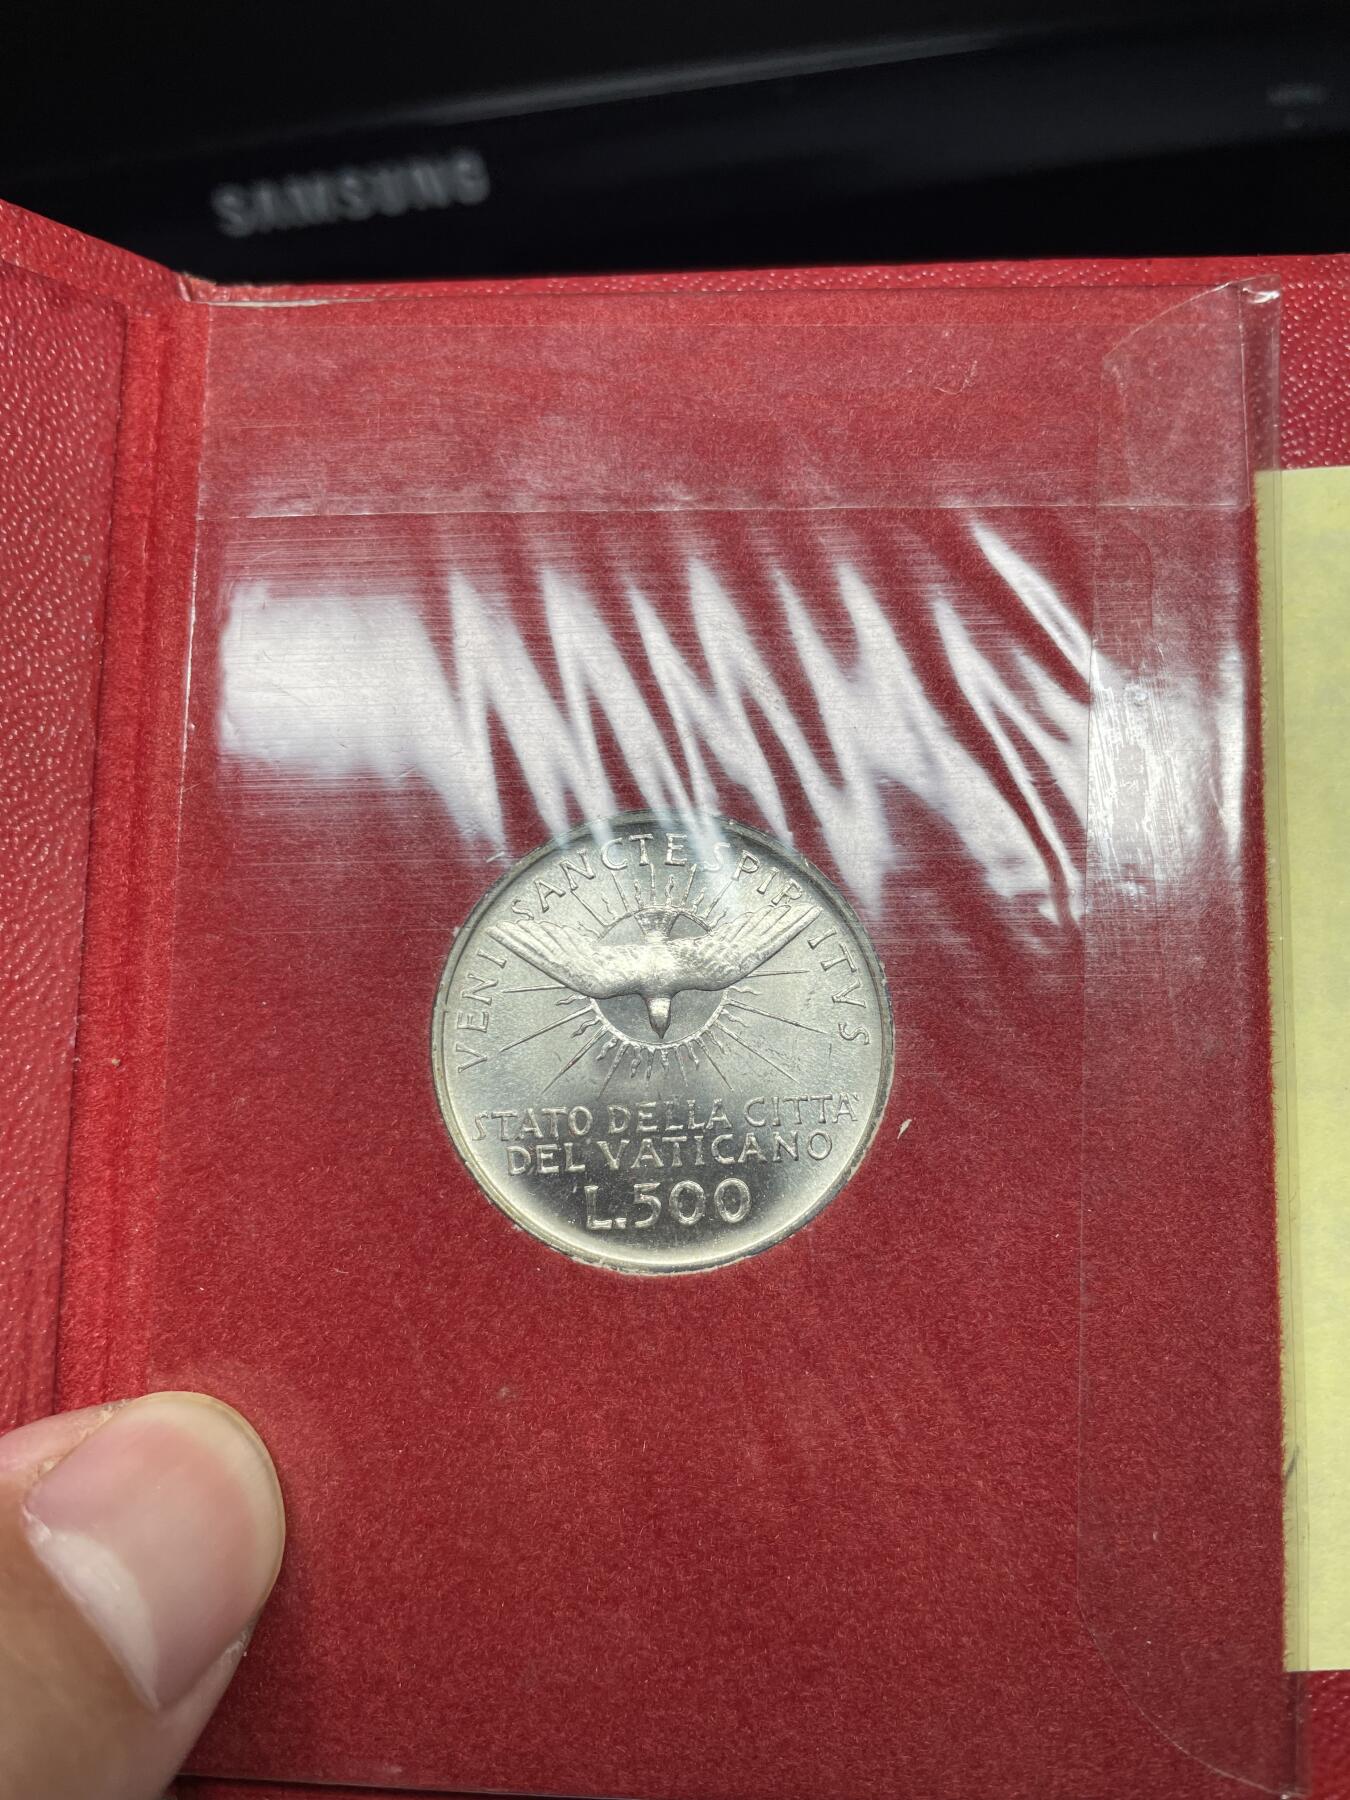 SAMSUNG
VENI SANCTE SPIRITVS
STATO DELLA CITTA'
DEL VATICANO
L.500